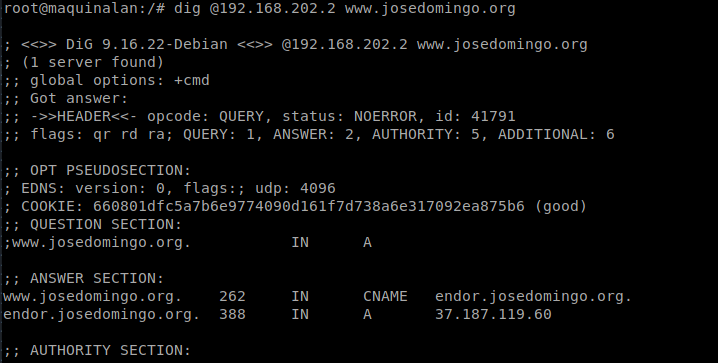 root@maquinalan:/# dig @192.168.202.2 www.josedomingo.org
; <<>> DiG 9.16.22-Debian <<>> @192.168.202.2 www.josedomingo.org
; (1 server found)
;; global options: +cmd
;; Got answer:
;; ->>HEADER<<- opcode: QUERY, status: NOERROR, id: 41791
;; flags: qr rd ra; QUERY: 1, ANSWER: 2, AUTHORITY: 5, ADDITIONAL: 6
;; OPT PSEUDOSECTION:
; EDNS: version: 0, flags:; udp: 4096
; COOKIE: 660801dfc5a7b6e9774090d161f7d738a6e317092ea875b6 (good)
;; QUESTION SECTION:
;www.josedomingo.org. IN A
;; ANSWER SECTION:
www.josedomingo.org. 262 IN CNAME endor.josedomingo.org.
endor.josedomingo.org. 388 IN A 37.187.119.60
;; AUTHORITY SECTION: